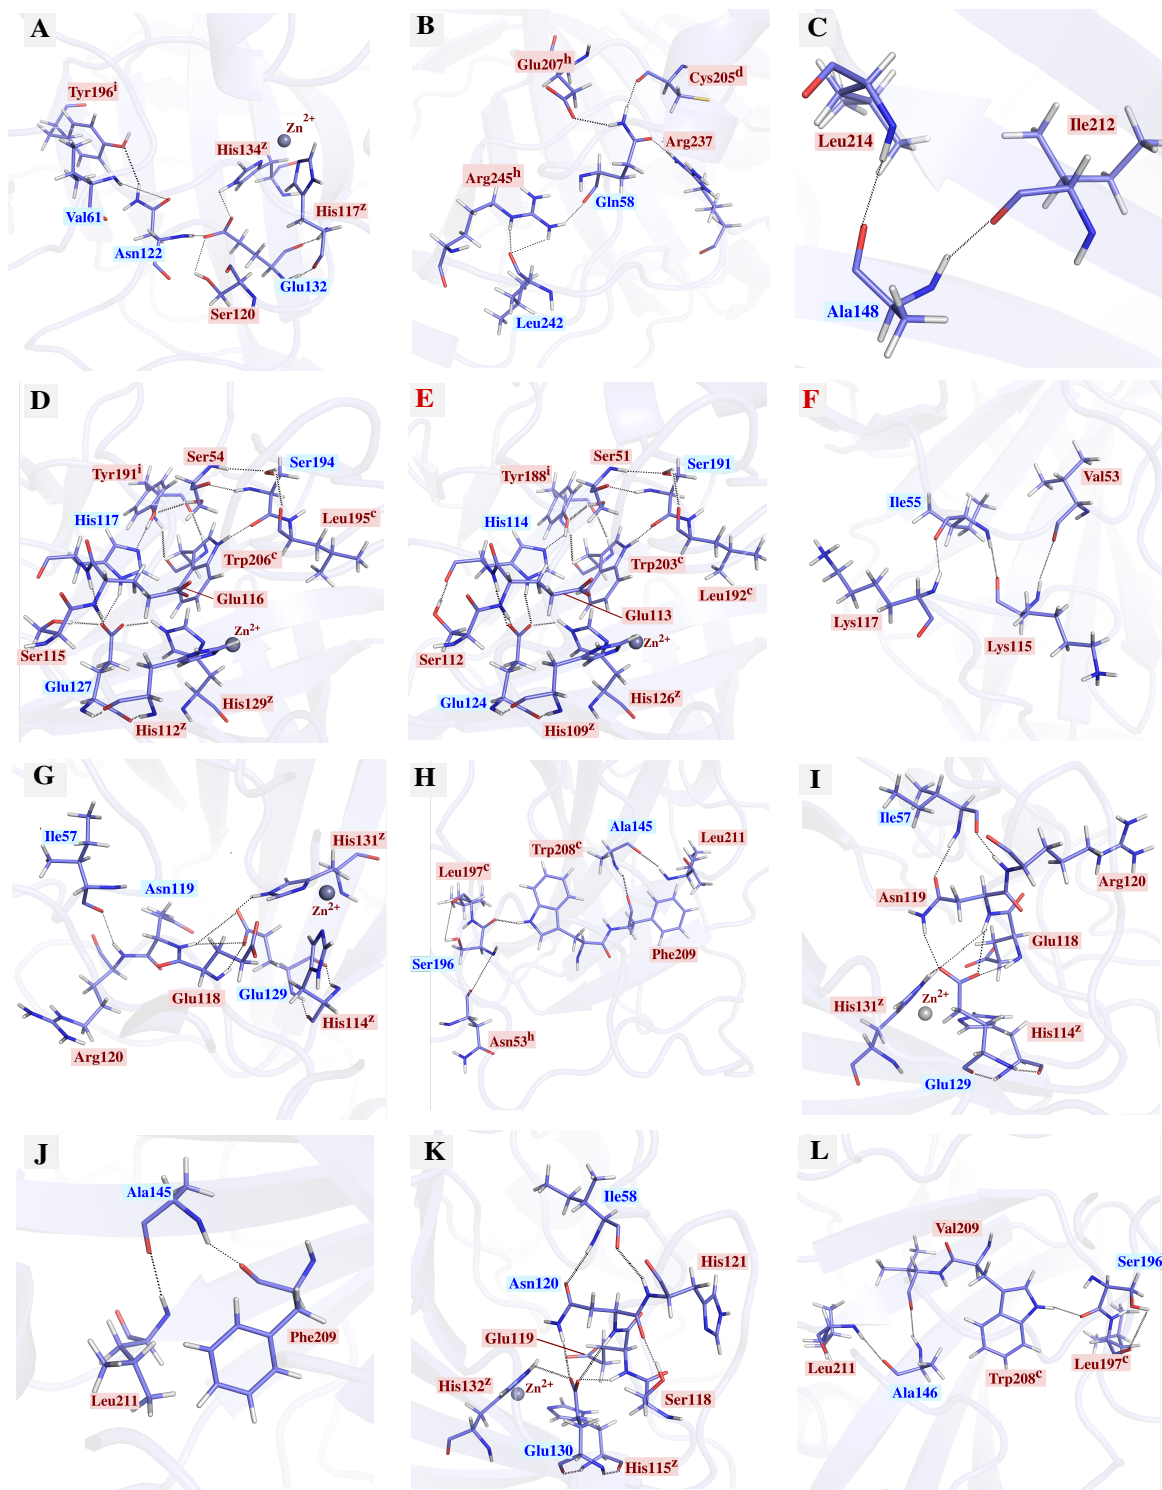 A
Tyr196i
Zn2+
His134z
Val61
His117z
Asn122
Glu132
Ser120
B
Glu207h
Cys205d
Arg237
Arg245h
Gln58
Leu242
C
Ile212
Leu214
Ala148
D
Ser54
Ser194
Tyr191i
His117
Leu195c
Trp206c
Glu116
Zn2+
Ser115
Glu127
His129z
His112z
E
Ser51
Ser191
Tyr188i
His114
Trp203c
Leu192c
Glu113
Zn2+
Ser112
Glu124
His126z
His109z
F
Val53
Ile55
Lys117
Lys115
G
Ile57
His131z
Asn119
Zn2+
Glu118
Glu129
His114z
Arg120
H
Ala145
Leu211
Trp208c
Leu197c
Phe209
Ser196
Asn53h
I
Ile57
Arg120
Asn119
Glu118
His131z
Zn2+
His114z
Glu129
J
Ala145
Phe209
Leu211
K
Ile58
His121
Asn120
Glu119
His132z
Zn2+
Ser118
Glu130
His115z
L
Val209
Ser196
Leu211
Leu197c
Trp208c
Ala146